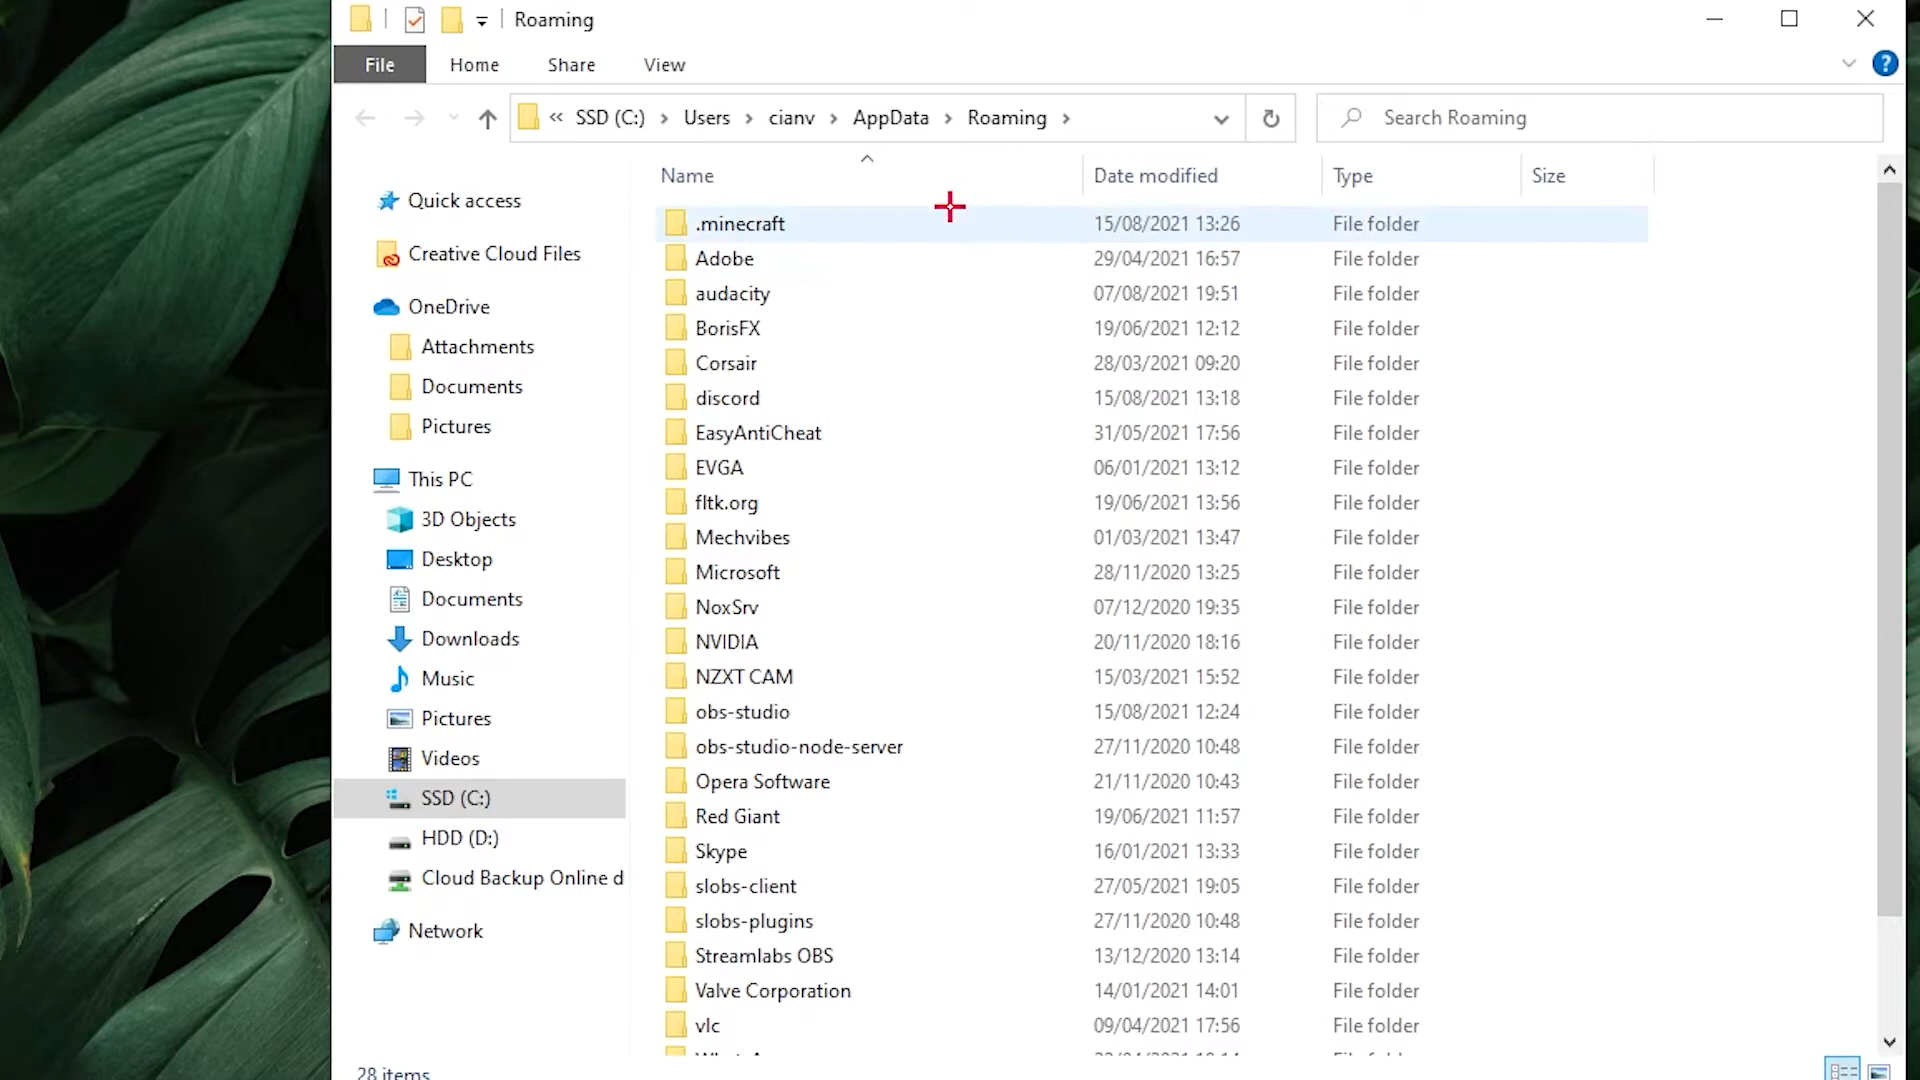 Roaming
File Home Share View
« SSD (C:) › Users › cianv › AppData › Roaming ›
Search Roaming
Name Date modified Type Size
Quick access
Creative Cloud Files
OneDrive
Attachments
Documents
Pictures
This PC
3D Objects
Desktop
Documents
Downloads
Music
Pictures
Videos
SSD (C:)
HDD (D:)
Cloud Backup Online d
Network
.minecraft 15/08/2021 13:26 File folder
Adobe 29/04/2021 16:57 File folder
audacity 07/08/2021 19:51 File folder
BorisFX 19/06/2021 12:12 File folder
Corsair 28/03/2021 09:20 File folder
discord 15/08/2021 13:18 File folder
EasyAntiCheat 31/05/2021 17:56 File folder
EVGA 06/01/2021 13:12 File folder
fltk.org 19/06/2021 13:56 File folder
Mechvibes 01/03/2021 13:47 File folder
Microsoft 28/11/2020 13:25 File folder
NoxSrv 07/12/2020 19:35 File folder
NVIDIA 20/11/2020 18:16 File folder
NZXT CAM 15/03/2021 15:52 File folder
obs-studio 15/08/2021 12:24 File folder
obs-studio-node-server 27/11/2020 10:48 File folder
Opera Software 21/11/2020 10:43 File folder
Red Giant 19/06/2021 11:57 File folder
Skype 16/01/2021 13:33 File folder
slobs-client 27/05/2021 19:05 File folder
slobs-plugins 27/11/2020 10:48 File folder
Streamlabs OBS 13/12/2020 13:14 File folder
Valve Corporation 14/01/2021 14:01 File folder
vlc 09/04/2021 17:56 File folder
28 items